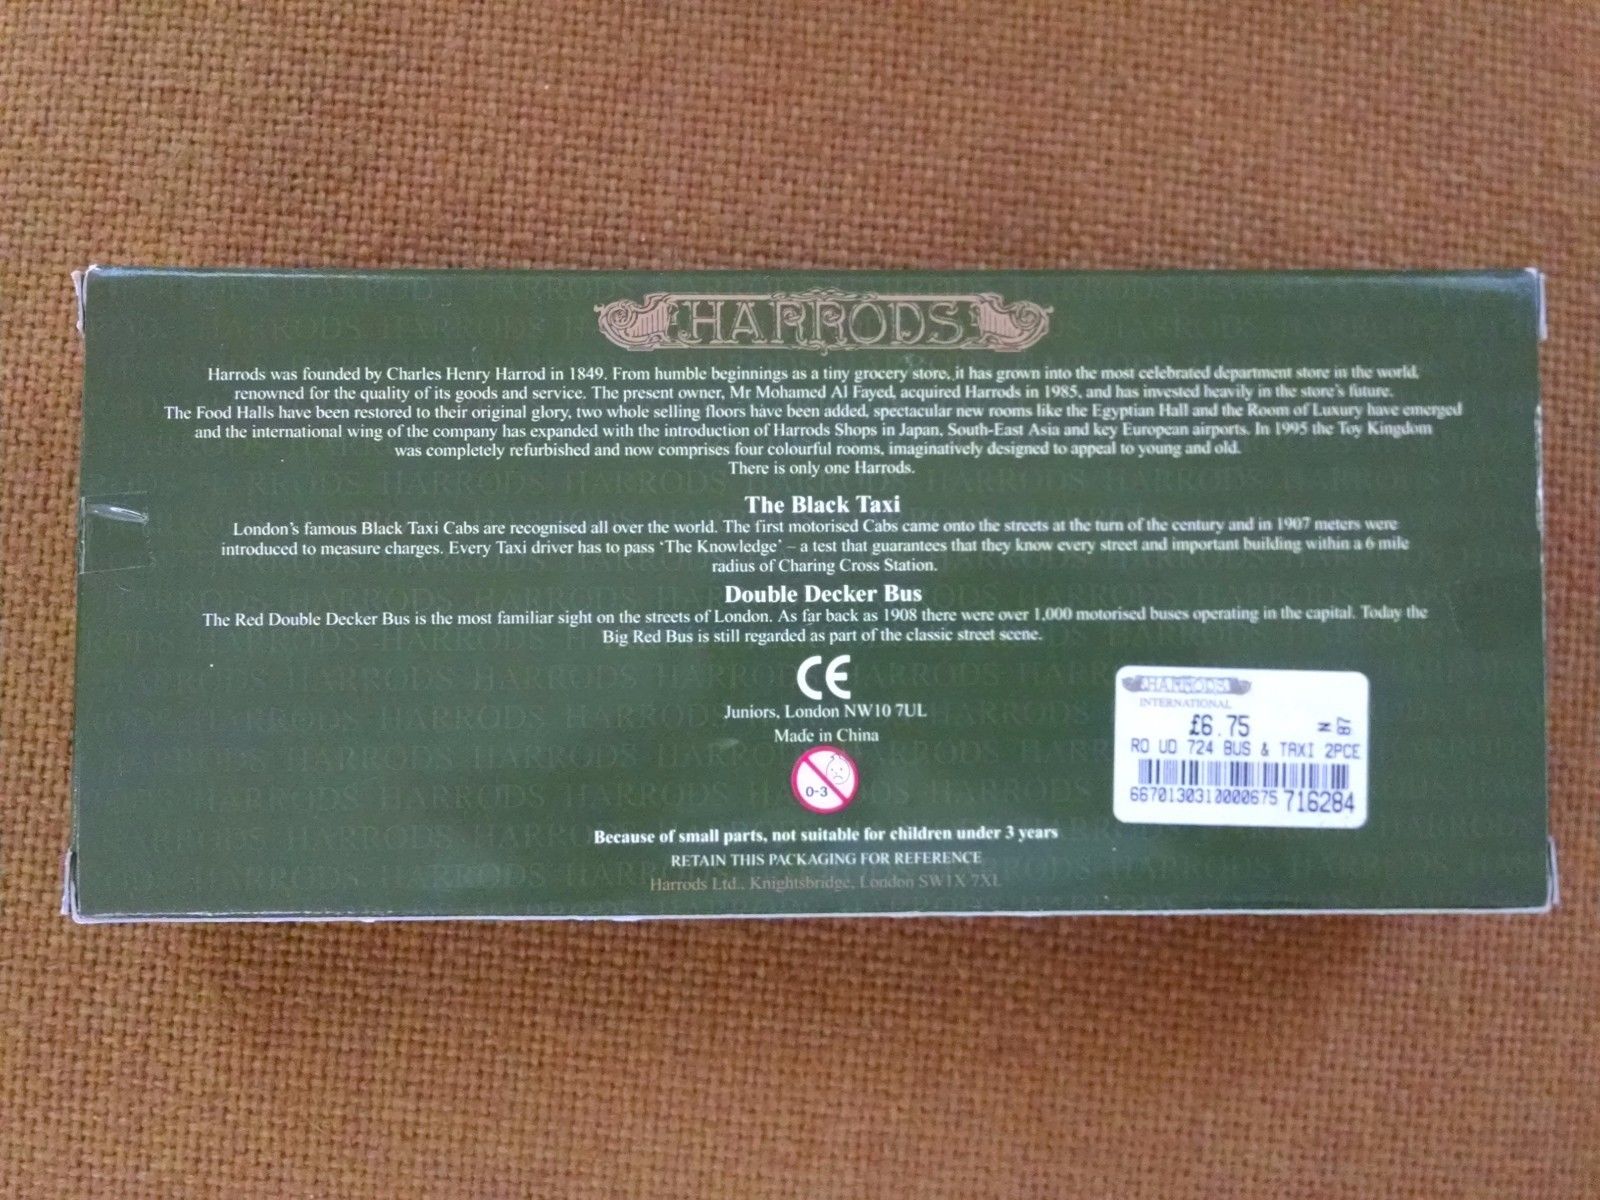 HARRODS
Harrods was founded by Charles Henry Harrod in 1849. From humble beginnings as a tiny grocery store, it has grown into the most celebrated department store in the world,
renowned for the quality of its goods and service. The present owner, Mr Mohamed Al Fayed, acquired Harrods in 1985, and has invested heavily in the store's future.
The Food Halls have been restored to their original glory, two whole selling floors have been added, spectacular new rooms like the Egyptian Hall and the Room of Luxury have emerged
and the international wing of the company has expanded with the introduction of Harrods Shops in Japan, South-East Asia and key European airports. In 1995 the Toy Kingdom
was completely refurbished and now comprises four colourful rooms, imaginatively designed to appeal to young and old.
There is only one Harrods.
The Black Taxi
London's famous Black Taxi Cabs are recognised all over the world. The first motorised Cabs came onto the streets at the turn of the century and in 1907 meters were
introduced to measure charges. Every Taxi driver has to pass ‘The Knowledge’ – a test that guarantees that they know every street and important building within a 6 mile
radius of Charing Cross Station.
Double Decker Bus
The Red Double Decker Bus is the most familiar sight on the streets of London. As far back as 1908 there were over 1,000 motorised buses operating in the capital. Today the
Big Red Bus is still regarded as part of the classic street scene.
CE
Juniors, London NW10 7UL
Made in China
0-3
Because of small parts, not suitable for children under 3 years
RETAIN THIS PACKAGING FOR REFERENCE
Harrods Ltd., Knightsbridge, London SW1X 7XL
HARRODS
INTERNATIONAL
£6.75
N
87
RO UO 724 BUS & TAXI 2PCE
6670130310000675 716284